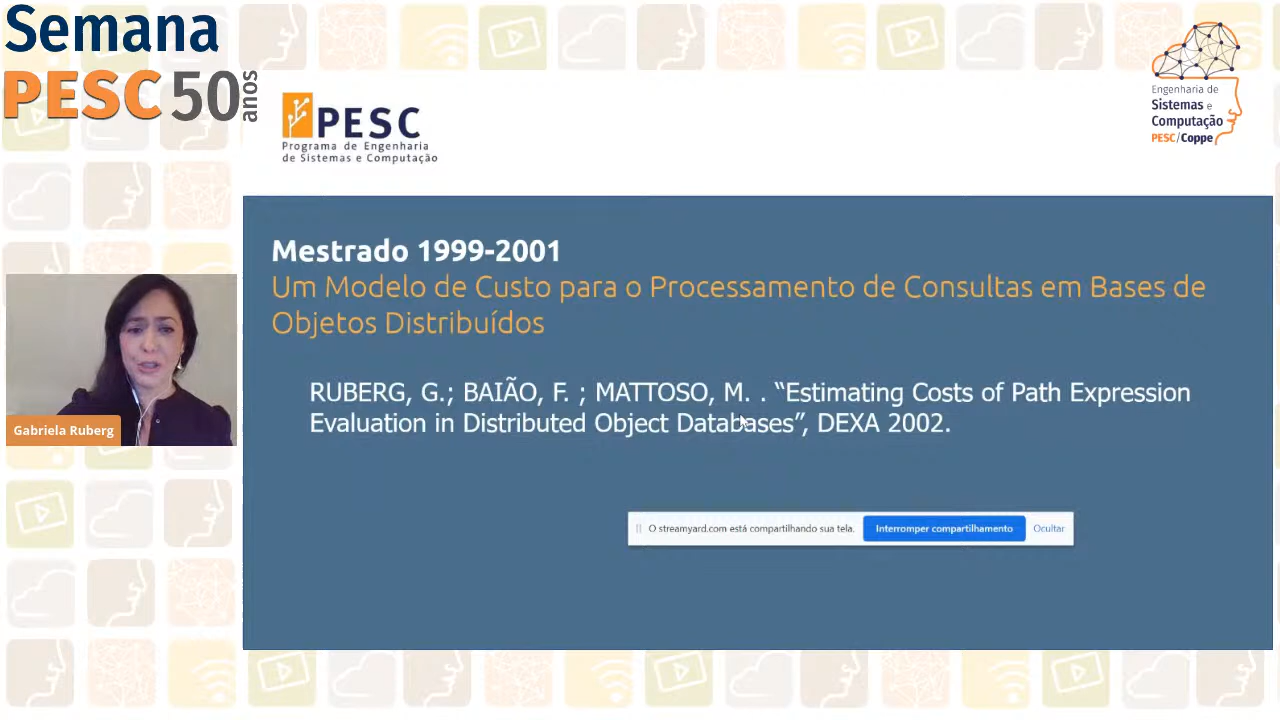 Semana
PESC 50 anos
PESC
Programa de Engenharia
de Sistemas e Computação
Engenharia de
Sistemas e
Computação
PESC/Coppe
Mestrado 1999-2001
Um Modelo de Custo para o Processamento de Consultas em Bases de
Objetos Distribuídos
RUBERG, G.; BAIÃO, F. ; MATTOSO, M. . “Estimating Costs of Path Expression
Evaluation in Distributed Object Databases”, DEXA 2002.
Gabriela Ruberg
O streamyard.com está compartilhando sua tela. Interromper compartilhamento Ocultar